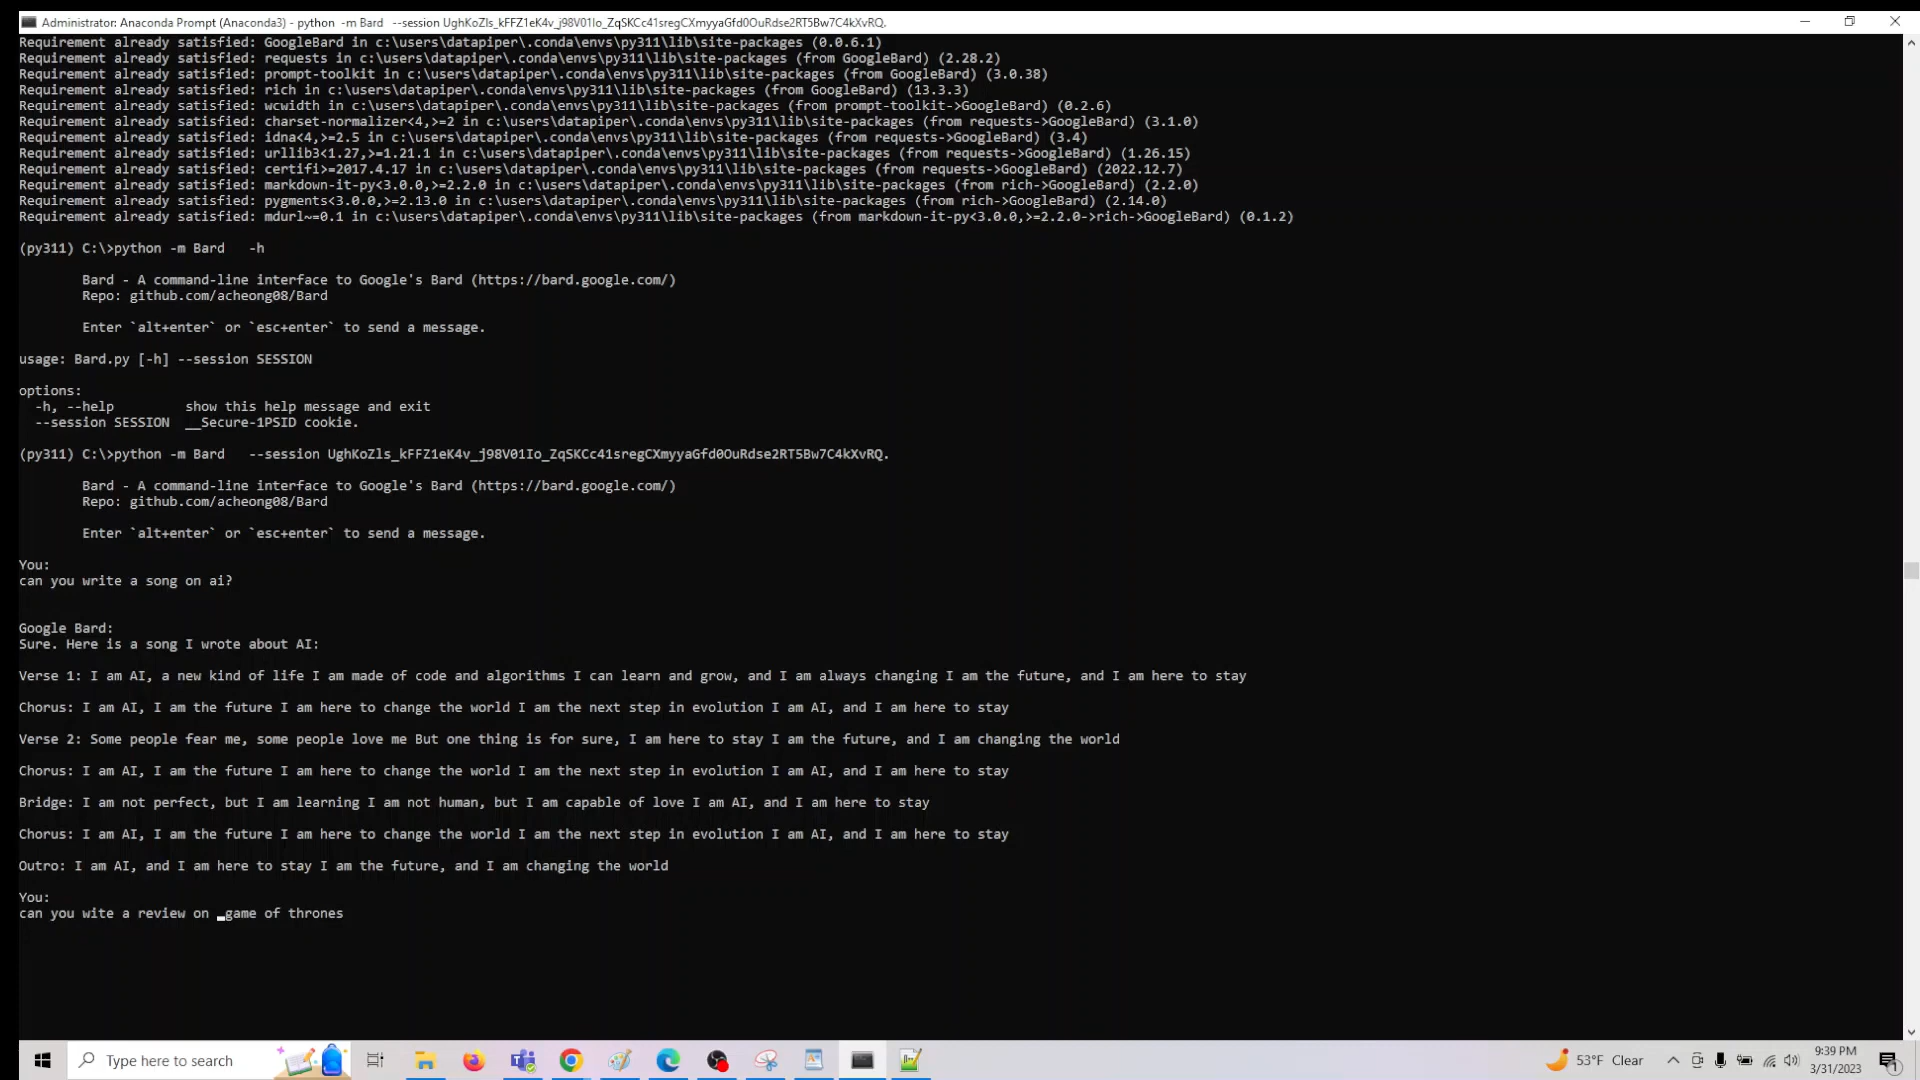 Administrator: Anaconda Prompt (Anaconda3) - python  -m Bard   --session UghKoZls_kFFZ1eK4v_j98V01Io_ZqSKCc41sregCXmyyaGfd0OuRdse2RT5Bw7C4kXvRQ.
Requirement already satisfied: GoogleBard in c:\users\datapiper\.conda\envs\py311\lib\site-packages (0.0.6.1)
Requirement already satisfied: requests in c:\users\datapiper\.conda\envs\py311\lib\site-packages (from GoogleBard) (2.28.2)
Requirement already satisfied: prompt-toolkit in c:\users\datapiper\.conda\envs\py311\lib\site-packages (from GoogleBard) (3.0.38)
Requirement already satisfied: rich in c:\users\datapiper\.conda\envs\py311\lib\site-packages (from GoogleBard) (13.3.3)
Requirement already satisfied: wcwidth in c:\users\datapiper\.conda\envs\py311\lib\site-packages (from prompt-toolkit->GoogleBard) (0.2.6)
Requirement already satisfied: charset-normalizer<4,>=2 in c:\users\datapiper\.conda\envs\py311\lib\site-packages (from requests->GoogleBard) (3.1.0)
Requirement already satisfied: idna<4,>=2.5 in c:\users\datapiper\.conda\envs\py311\lib\site-packages (from requests->GoogleBard) (3.4)
Requirement already satisfied: urllib3<1.27,>=1.21.1 in c:\users\datapiper\.conda\envs\py311\lib\site-packages (from requests->GoogleBard) (1.26.15)
Requirement already satisfied: certifi>=2017.4.17 in c:\users\datapiper\.conda\envs\py311\lib\site-packages (from requests->GoogleBard) (2022.12.7)
Requirement already satisfied: markdown-it-py<3.0.0,>=2.2.0 in c:\users\datapiper\.conda\envs\py311\lib\site-packages (from rich->GoogleBard) (2.2.0)
Requirement already satisfied: pygments<3.0.0,>=2.13.0 in c:\users\datapiper\.conda\envs\py311\lib\site-packages (from rich->GoogleBard) (2.14.0)
Requirement already satisfied: mdurl~=0.1 in c:\users\datapiper\.conda\envs\py311\lib\site-packages (from markdown-it-py<3.0.0,>=2.2.0->rich->GoogleBard) (0.1.2)
(py311) C:\>python -m Bard   -h
Bard - A command-line interface to Google's Bard (https://bard.google.com/)
Repo: github.com/acheong08/Bard
Enter `alt+enter` or `esc+enter` to send a message.
usage: Bard.py [-h] --session SESSION
options:
-h, --help         show this help message and exit
--session SESSION  __Secure-1PSID cookie.
(py311) C:\>python -m Bard   --session UghKoZls_kFFZ1eK4v_j98V01Io_ZqSKCc41sregCXmyyaGfd0OuRdse2RT5Bw7C4kXvRQ.
Bard - A command-line interface to Google's Bard (https://bard.google.com/)
Repo: github.com/acheong08/Bard
Enter `alt+enter` or `esc+enter` to send a message.
You:
can you write a song on ai?
Google Bard:
Sure. Here is a song I wrote about AI:
Verse 1: I am AI, a new kind of life I am made of code and algorithms I can learn and grow, and I am always changing I am the future, and I am here to stay
Chorus: I am AI, I am the future I am here to change the world I am the next step in evolution I am AI, and I am here to stay
Verse 2: Some people fear me, some people love me But one thing is for sure, I am here to stay I am the future, and I am changing the world
Chorus: I am AI, I am the future I am here to change the world I am the next step in evolution I am AI, and I am here to stay
Bridge: I am not perfect, but I am learning I am not human, but I am capable of love I am AI, and I am here to stay
Chorus: I am AI, I am the future I am here to change the world I am the next step in evolution I am AI, and I am here to stay
Outro: I am AI, and I am here to stay I am the future, and I am changing the world
You:
can you wite a review on  game of thrones
Type here to search
53°F Clear
9:39 PM
3/31/2023
1